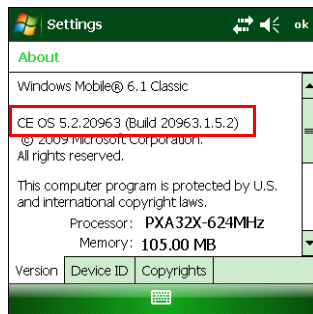 Settings
ok
About
Windows Mobile® 6.1 Classic
CE OS 5.2.20963 (Build 20963.1.5.2)
© 2009 Microsoft Corporation.
All rights reserved.
This computer program is protected by U.S.
and international copyright laws.
Processor: PXA32X-624MHz
Memory: 105.00 MB
Version Device ID Copyrights